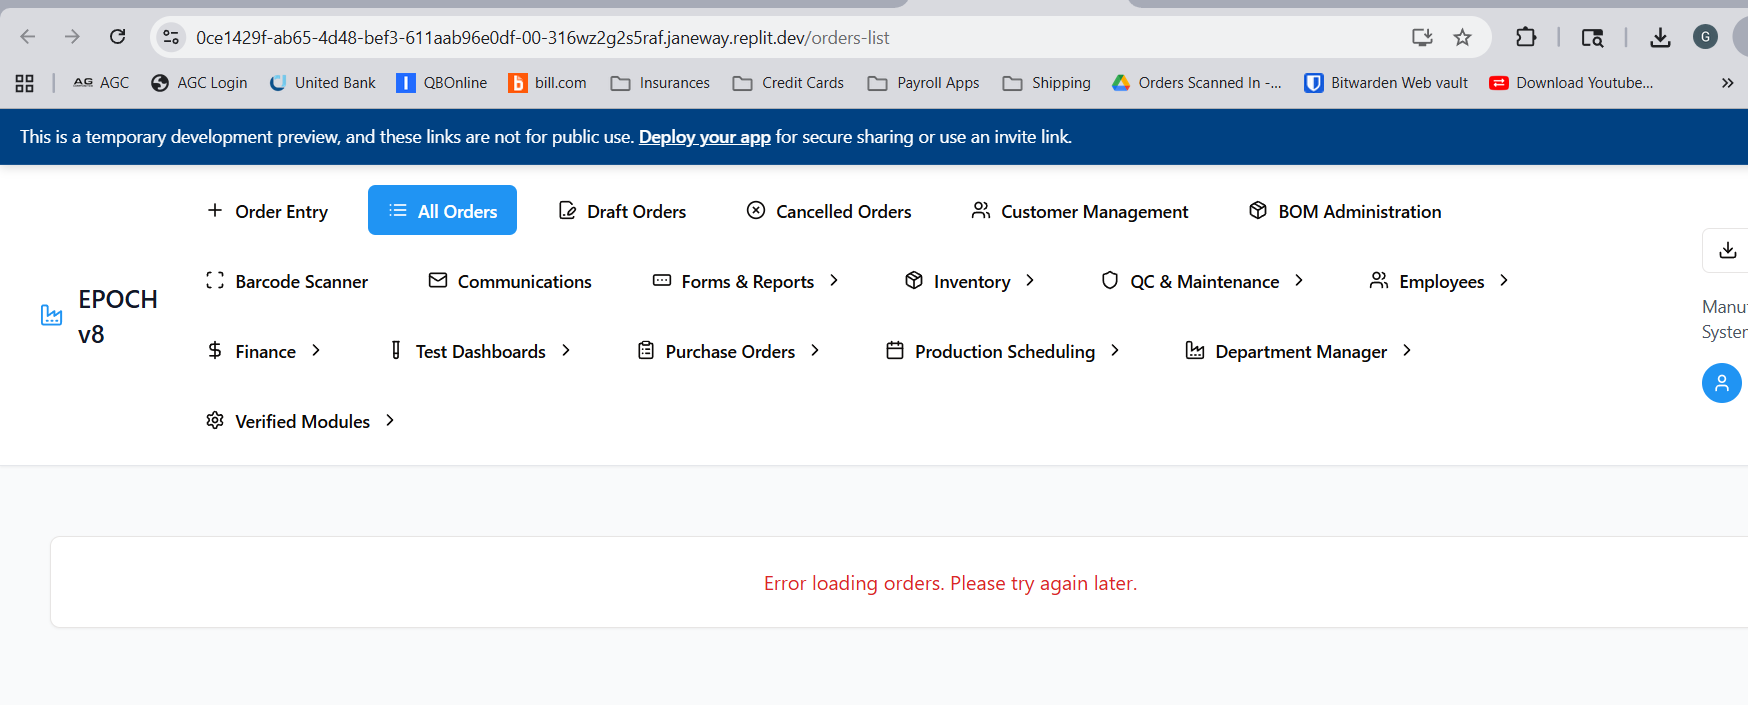 0ce1429f-ab65-4d48-bef3-611aab96e0df-00-316wz2g2s5raf.janeway.replit.dev/orders-list
G
AG AGC AGC Login United Bank QBOnline b bill.com Insurances Credit Cards Payroll Apps Shipping Orders Scanned In -... Bitwarden Web vault Download Youtube...
This is a temporary development preview, and these links are not for public use. Deploy your app for secure sharing or use an invite link.
Order Entry All Orders Draft Orders Cancelled Orders Customer Management BOM Administration
Barcode Scanner Communications Forms & Reports Inventory QC & Maintenance Employees
EPOCH
v8
Finance Test Dashboards Purchase Orders Production Scheduling Department Manager
Verified Modules
Manuf
System
Error loading orders. Please try again later.